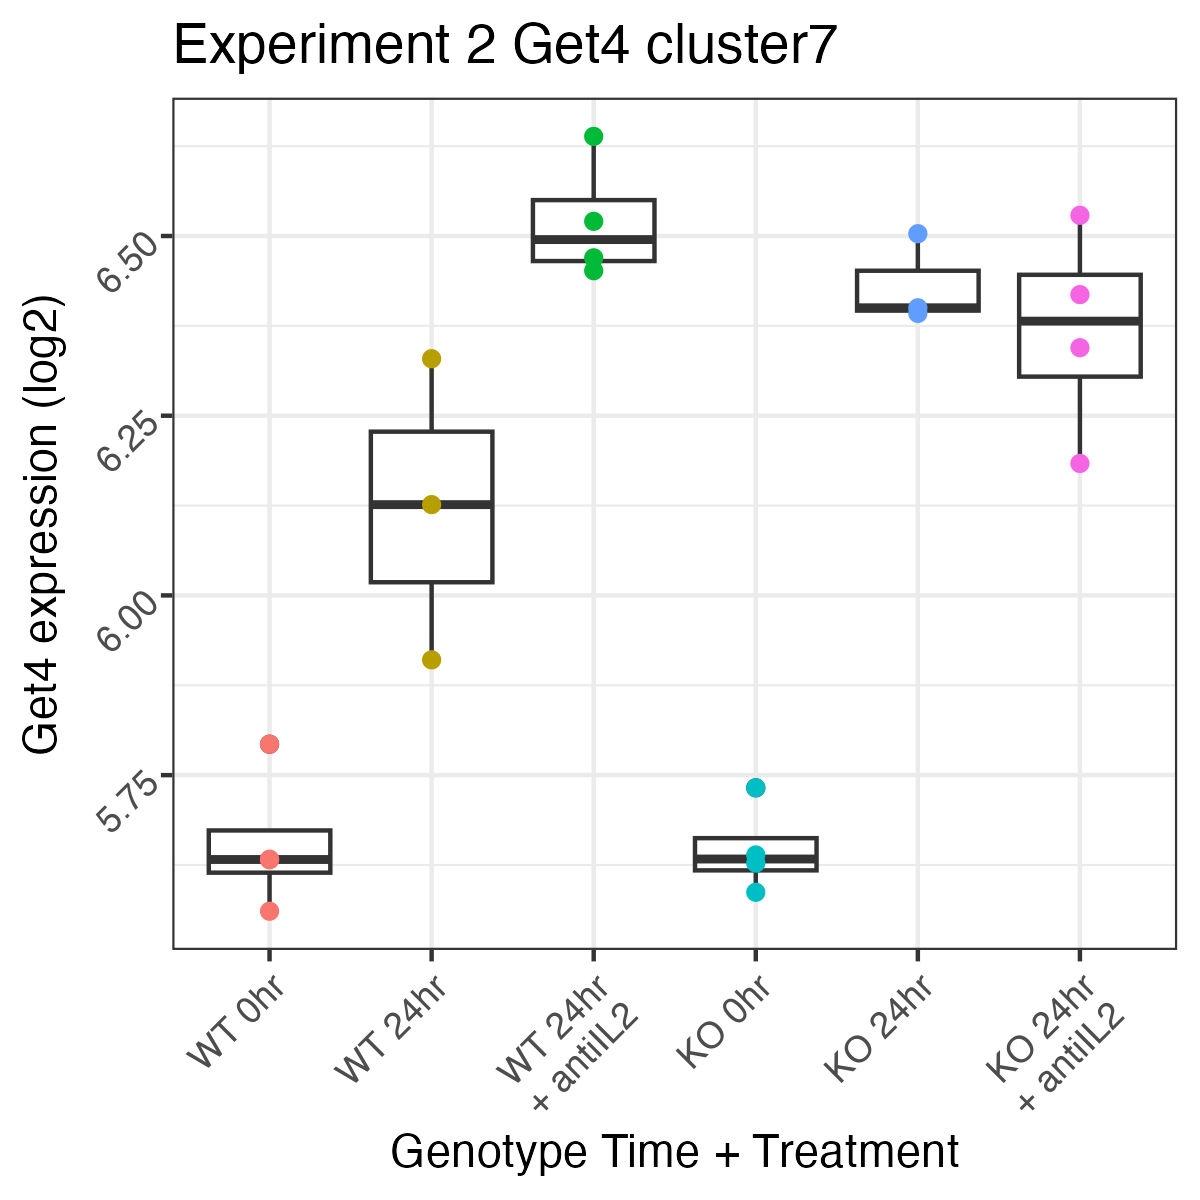 Experiment 2 Get4 cluster7
Get4 expression (log2)
6.50
6.25
6.00
5.75
WT 0hr
WT 24hr
WT 24hr
+ antiIL2
KO 0hr
KO 24hr
KO 24hr
+ antiIL2
Genotype Time + Treatment